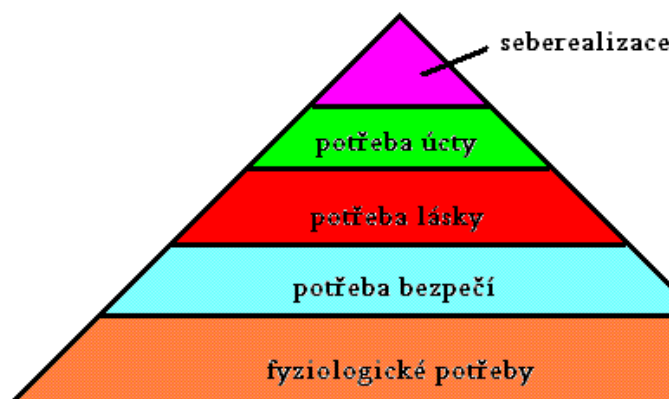 seberealizace
potřeba úcty
potřeba lásky
potřeba bezpečí
fyziologické potřeby